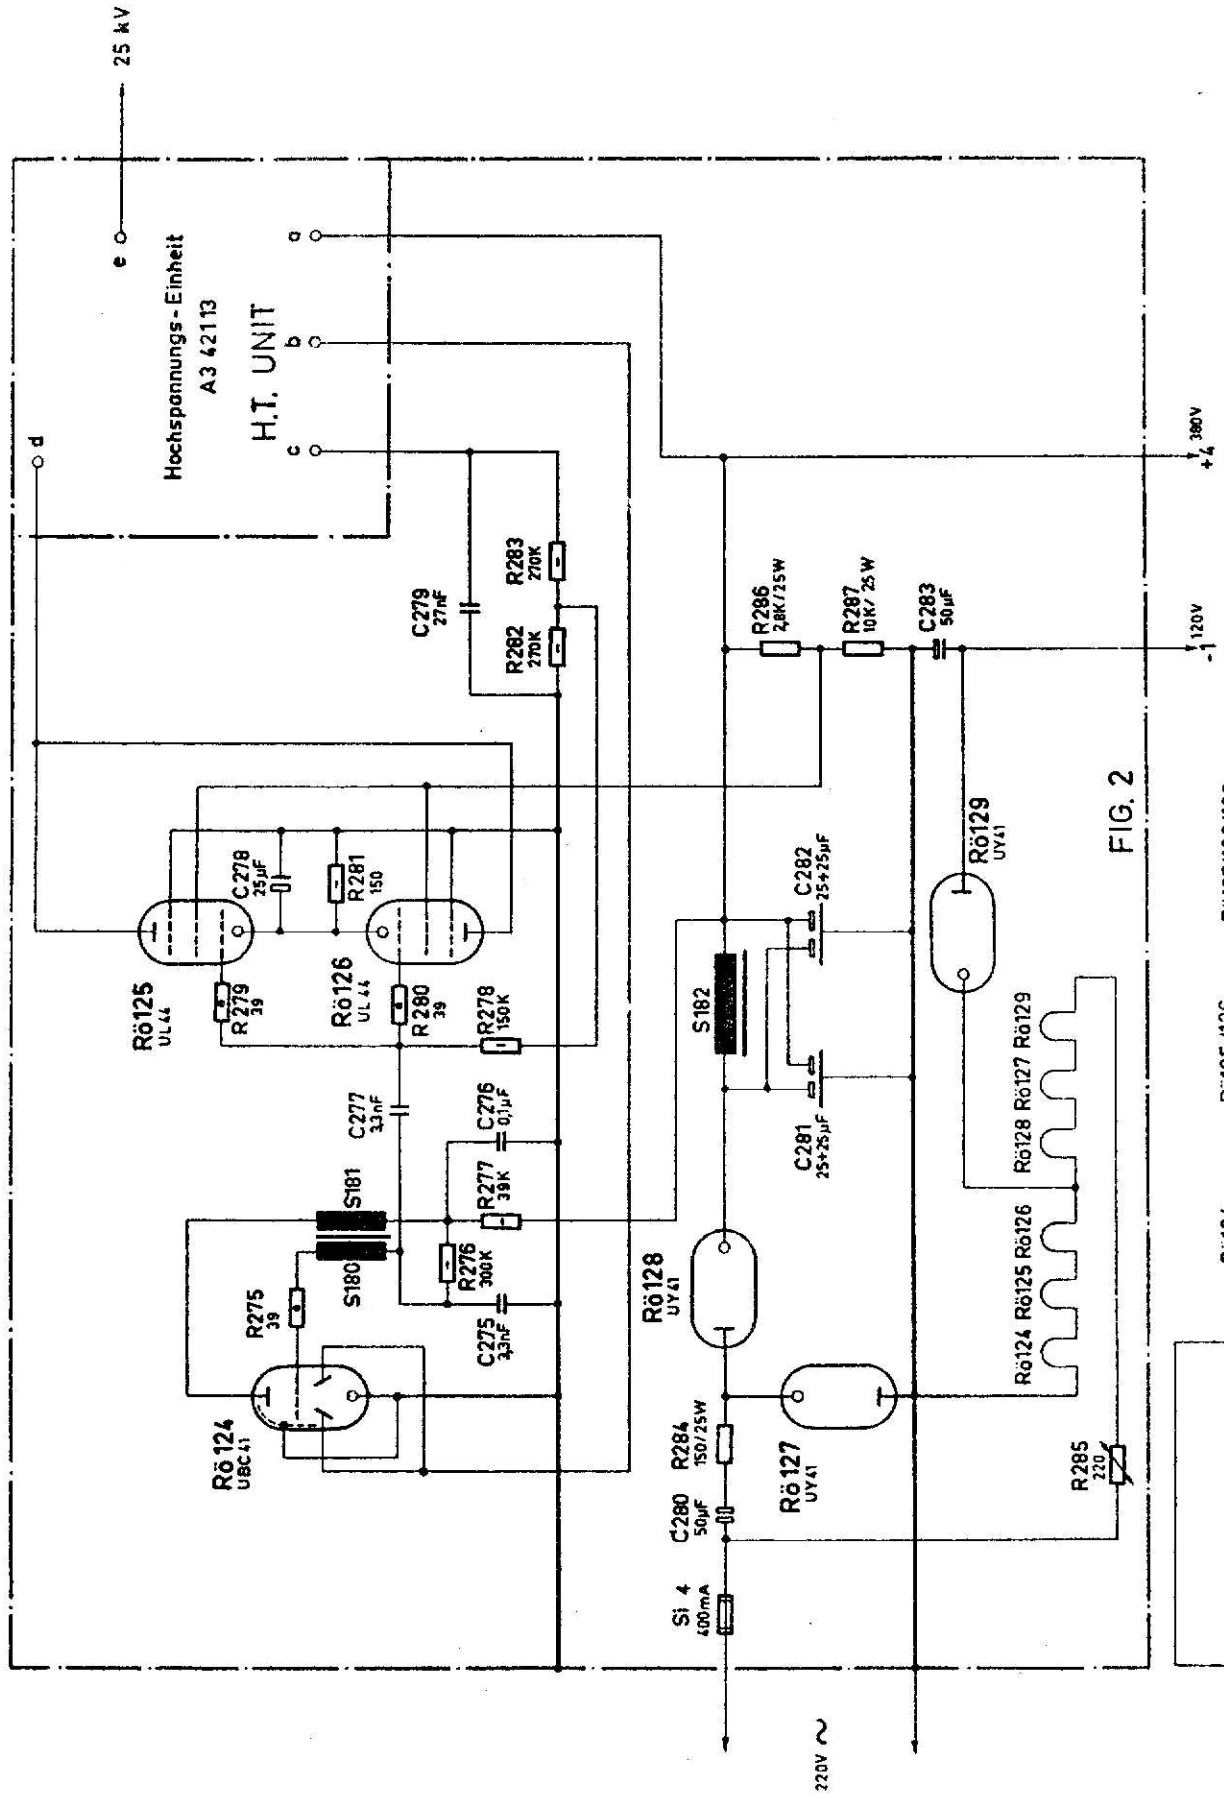 25 kV
e
d
Hochspannungs-Einheit
A3 421 13
H.T. UNIT
a
b
c
C279
27nF
R283
270K
R282
270K
Rö125
UL44
R279
39
C278
25µF
R281
150
Rö126
UL44
R280
39
R278
150K
C277
3,3nF
C276
0,1µF
R277
39K
S181
S180
R276
300K
C275
3,3nF
R275
39
Rö124
UBC41
R286
2,8K/25W
R287
10K/25W
C283
50µF
+4 380V
-1 120V
S182
C282
25+25µF
C281
25+25µF
Rö129
UY41
Rö128
UY41
Rö127
UY41
R284
150/25W
C280
50µF
Si 4
400mA
Rö124 Rö125 Rö126 Rö128 Rö127 Rö129
R285
220
220V ~
FIG. 2